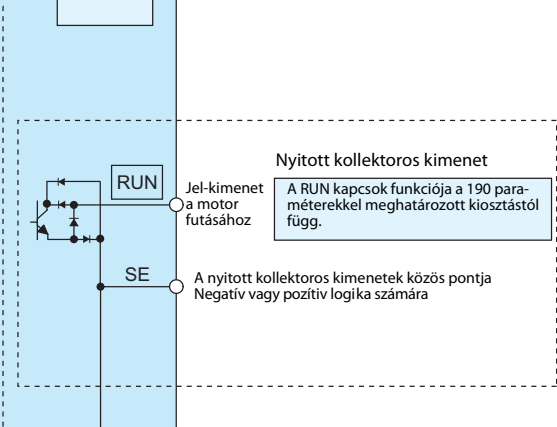 Nyitott kollektoros kimenet
RUN
Jel-kimenet
a motor
futásához
A RUN kapcsok funkciója a 190 para-
méterekkel meghatározott kiosztástól
függ.
SE
A nyitott kollektoros kimenetek közös pontja
Negatív vagy pozitív logika számára